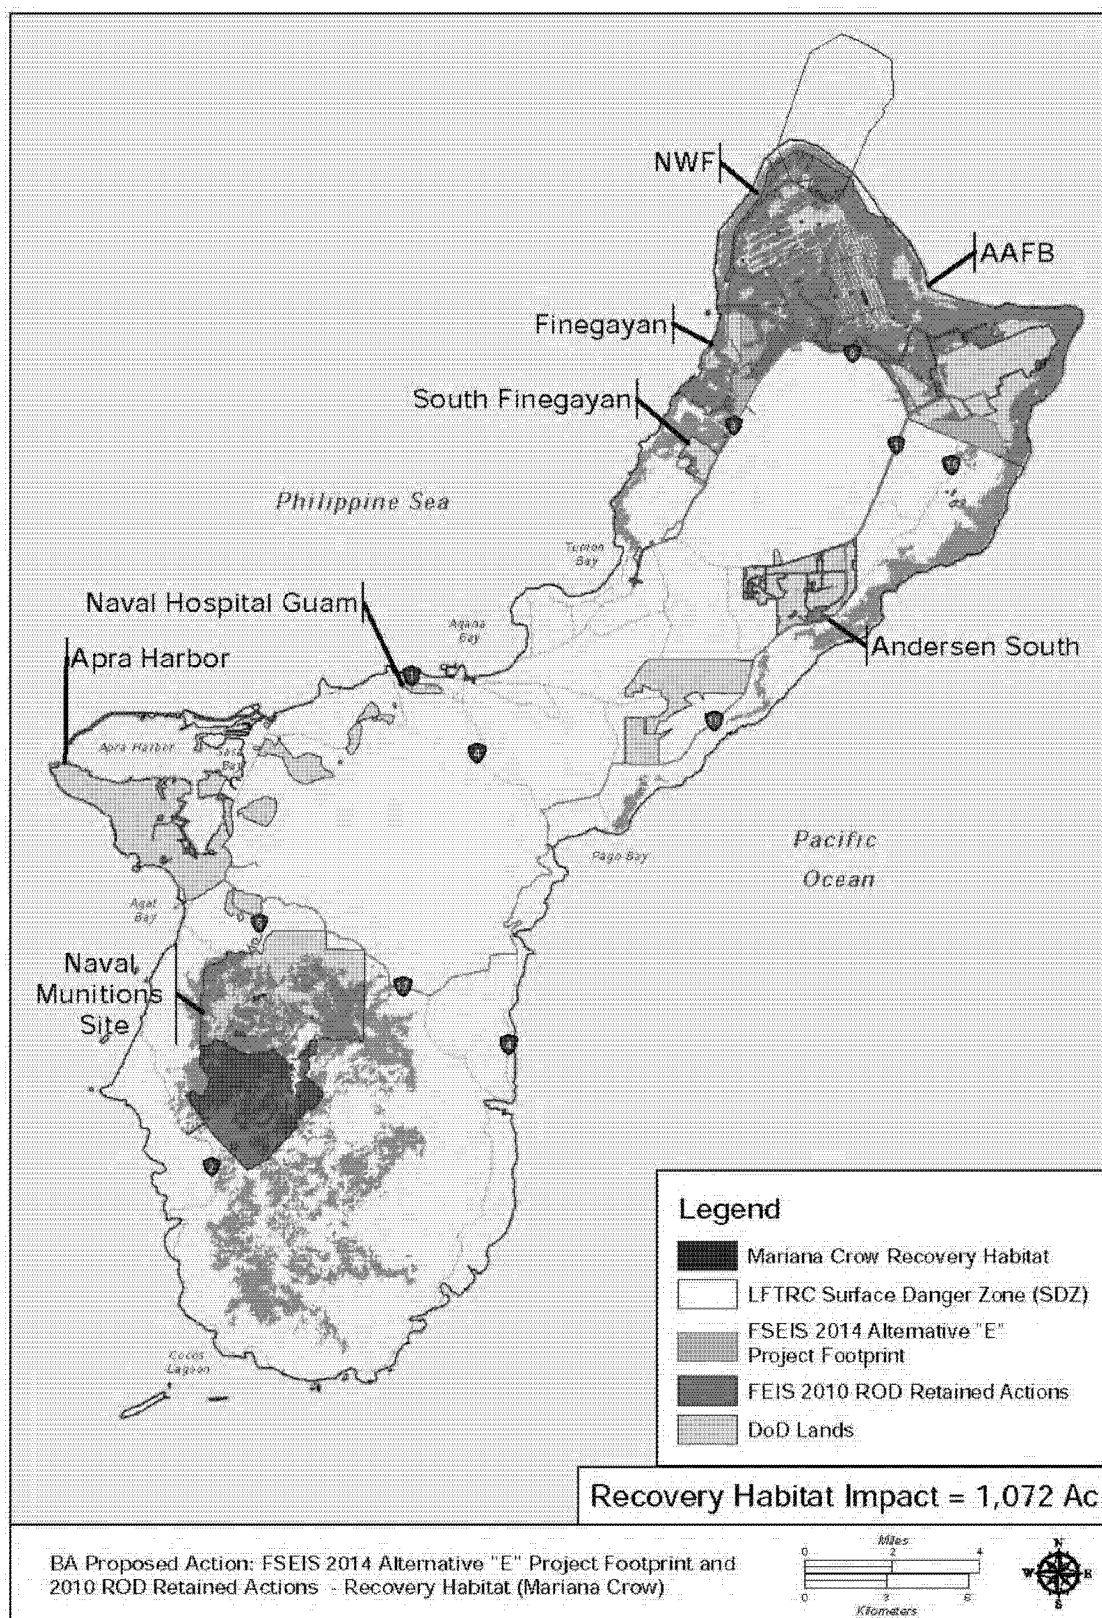 NWF
AAFB
Finegayan
South Finegayan
Philippine Sea
Tumon
Bay
Naval Hospital Guam
Agana
Bay
Apra Harbor
Andersen South
Apra Harbor
Bay
Pacific
Ocean
Pago Bay
Agat
Bay
Naval
Munitions
Site
Cocos
Lagoon
Legend
Mariana Crow Recovery Habitat
LFTRC Surface Danger Zone (SDZ)
FSEIS 2014 Alternative "E"
Project Footprint
FEIS 2010 ROD Retained Actions
DoD Lands
Recovery Habitat Impact = 1,072 Ac
BA Proposed Action: FSEIS 2014 Alternative "E" Project Footprint and
2010 ROD Retained Actions - Recovery Habitat (Mariana Crow)
Miles
0 2 4
0 3 6
Kilometers
N
W E
S